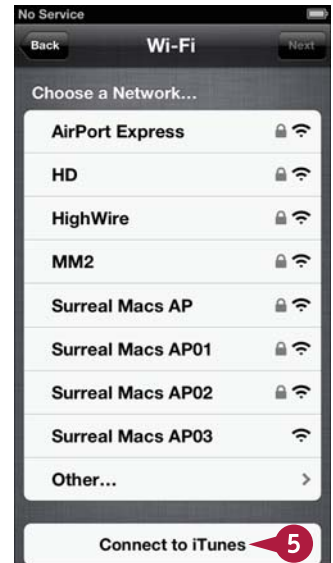 No Service
Back Wi-Fi Next
Choose a Network...
AirPort Express
HD
HighWire
MM2
Surreal Macs AP
Surreal Macs AP01
Surreal Macs AP02
Surreal Macs AP03
Other...
Connect to iTunes 5